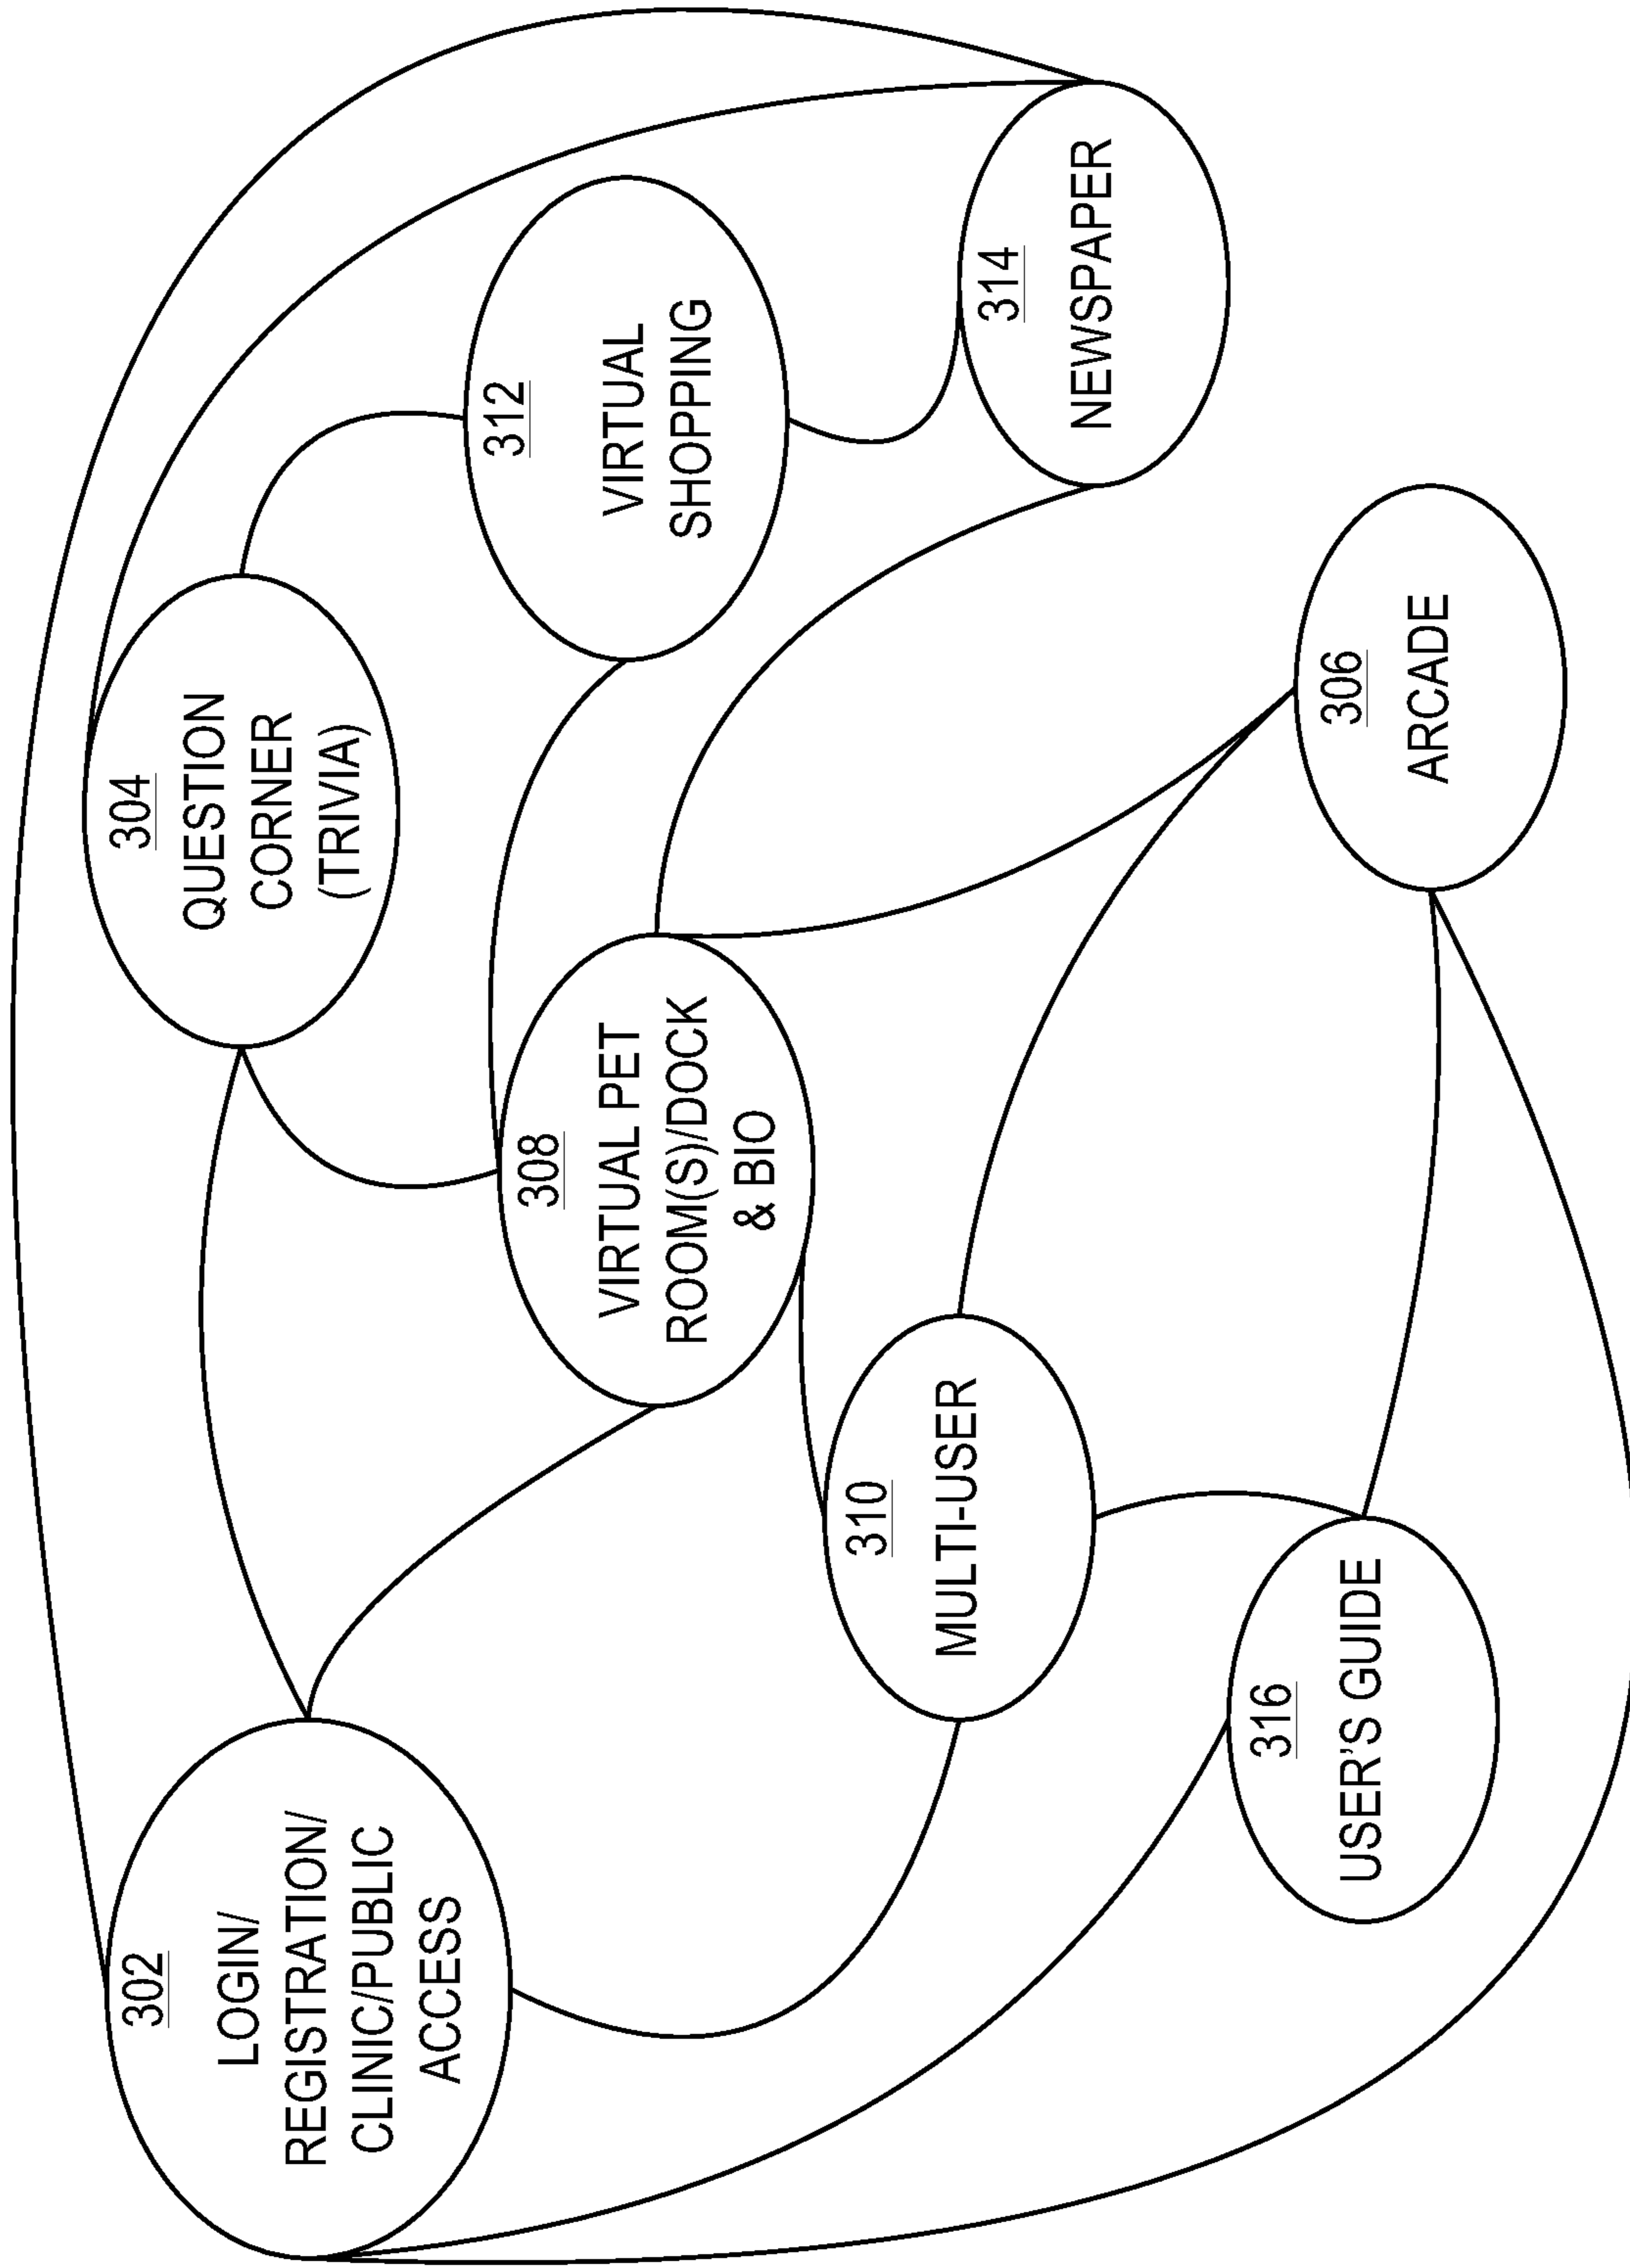 302
LOGIN/
REGISTRATION/
CLINIC/PUBLIC
ACCESS
304
QUESTION
CORNER
(TRIVIA)
308
VIRTUAL PET
ROOM(S)/DOCK
& BIO
312
VIRTUAL
SHOPPING
310
MULTI-USER
314
NEWSPAPER
316
USER'S GUIDE
306
ARCADE